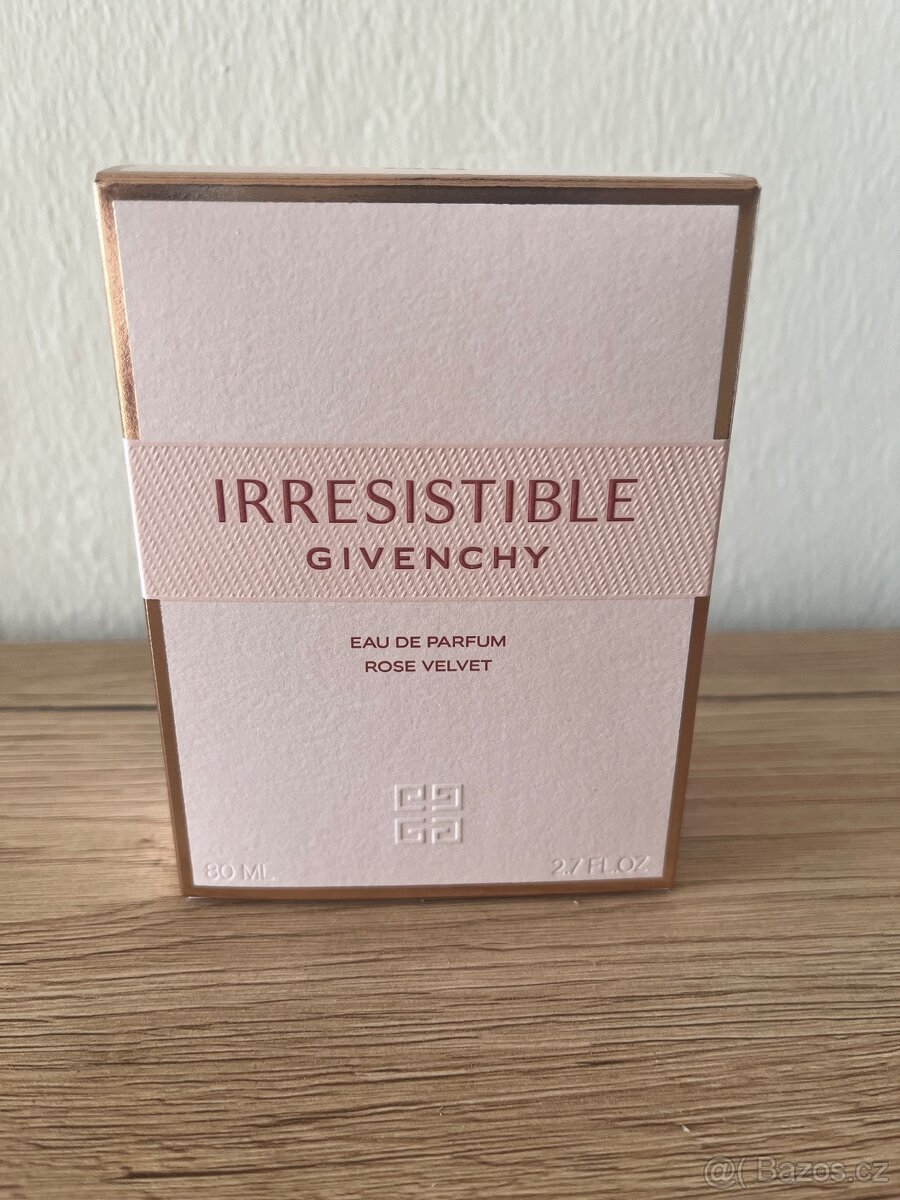 IRRESISTIBLE
GIVENCHY
EAU DE PARFUM
ROSE VELVET
80 ML
2.7 FL.OZ
@( Bazos.cz